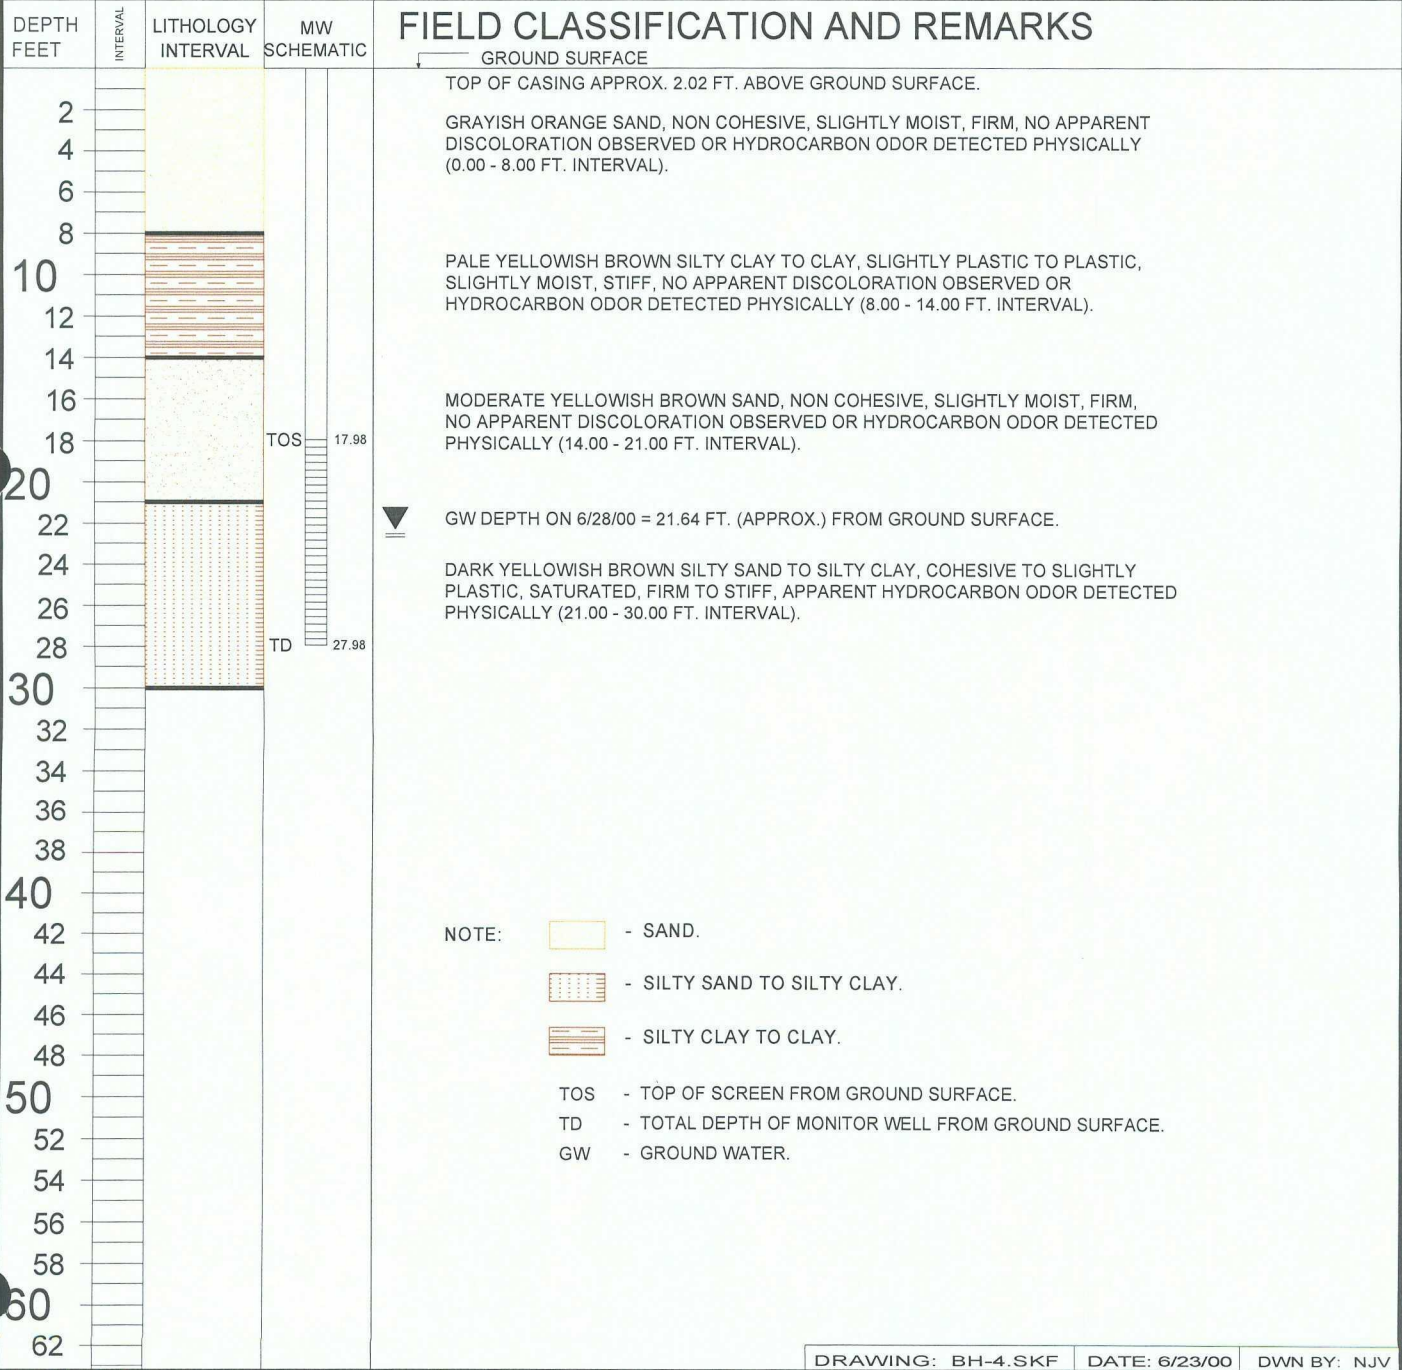 DEPTH
FEET
INTERVAL
LITHOLOGY
INTERVAL
MW
SCHEMATIC
FIELD CLASSIFICATION AND REMARKS
GROUND SURFACE
TOP OF CASING APPROX. 2.02 FT. ABOVE GROUND SURFACE.
2
GRAYISH ORANGE SAND, NON COHESIVE, SLIGHTLY MOIST, FIRM, NO APPARENT
DISCOLORATION OBSERVED OR HYDROCARBON ODOR DETECTED PHYSICALLY
(0.00 - 8.00 FT. INTERVAL).
4
6
8
10
PALE YELLOWISH BROWN SILTY CLAY TO CLAY, SLIGHTLY PLASTIC TO PLASTIC,
SLIGHTLY MOIST, STIFF, NO APPARENT DISCOLORATION OBSERVED OR
HYDROCARBON ODOR DETECTED PHYSICALLY (8.00 - 14.00 FT. INTERVAL).
12
14
16
MODERATE YELLOWISH BROWN SAND, NON COHESIVE, SLIGHTLY MOIST, FIRM,
NO APPARENT DISCOLORATION OBSERVED OR HYDROCARBON ODOR DETECTED
PHYSICALLY (14.00 - 21.00 FT. INTERVAL).
18
TOS 17.98
20
22
GW DEPTH ON 6/28/00 = 21.64 FT. (APPROX.) FROM GROUND SURFACE.
24
DARK YELLOWISH BROWN SILTY SAND TO SILTY CLAY, COHESIVE TO SLIGHTLY
PLASTIC, SATURATED, FIRM TO STIFF, APPARENT HYDROCARBON ODOR DETECTED
PHYSICALLY (21.00 - 30.00 FT. INTERVAL).
26
28
TD 27.98
30
32
34
36
38
40
42
NOTE: - SAND.
44
- SILTY SAND TO SILTY CLAY.
46
48
- SILTY CLAY TO CLAY.
50
TOS - TOP OF SCREEN FROM GROUND SURFACE.
52
TD - TOTAL DEPTH OF MONITOR WELL FROM GROUND SURFACE.
GW - GROUND WATER.
54
56
58
60
62
DRAWING: BH-4.SKF DATE: 6/23/00 DWN BY: NJV